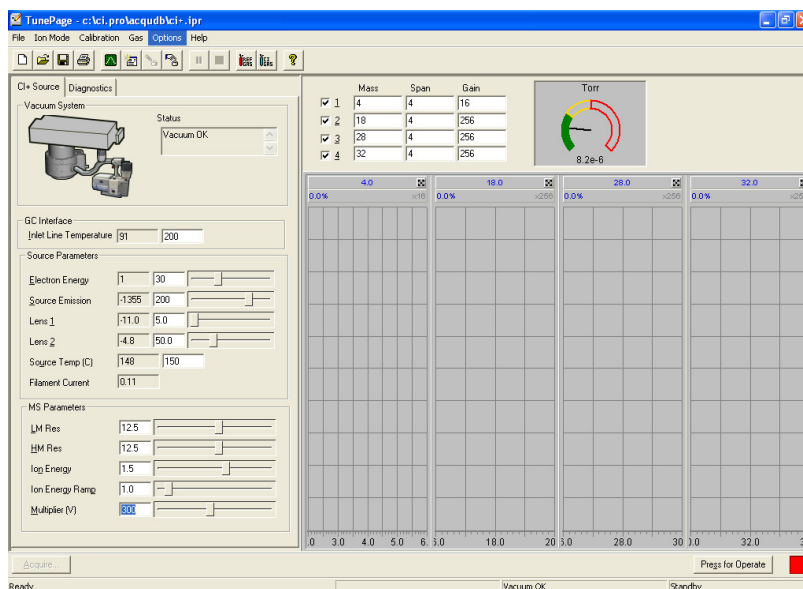 TunePage - c:\ci.pro\acqudb\ci+.ipr
File Ion Mode Calibration Gas Options Help
CI+ Source Diagnostics
Vacuum System
Status
Vacuum OK
GC Interface
Inlet Line Temperature 91 200
Source Parameters
Electron Energy 1 30
Source Emission -1355 200
Lens 1 -11.0 5.0
Lens 2 -4.8 50.0
Source Temp (C) 148 150
Filament Current 0.11
MS Parameters
LM Res 12.5
HM Res 12.5
Ion Energy 1.5
Ion Energy Ramp 1.0
Multiplier (V) 300
Mass Span Gain
1 4 4 16
2 18 4 256
3 28 4 256
4 32 4 256
Torr
8.2e-6
4.0 18.0 28.0 32.0
0.0% x16 0.0% x256 0.0% x256 0.0%
.0 3.0 4.0 5.0 6. 18.0 20 28.0 30 32.0
Acquire... Press for Operate
Ready Vacuum OK Standby